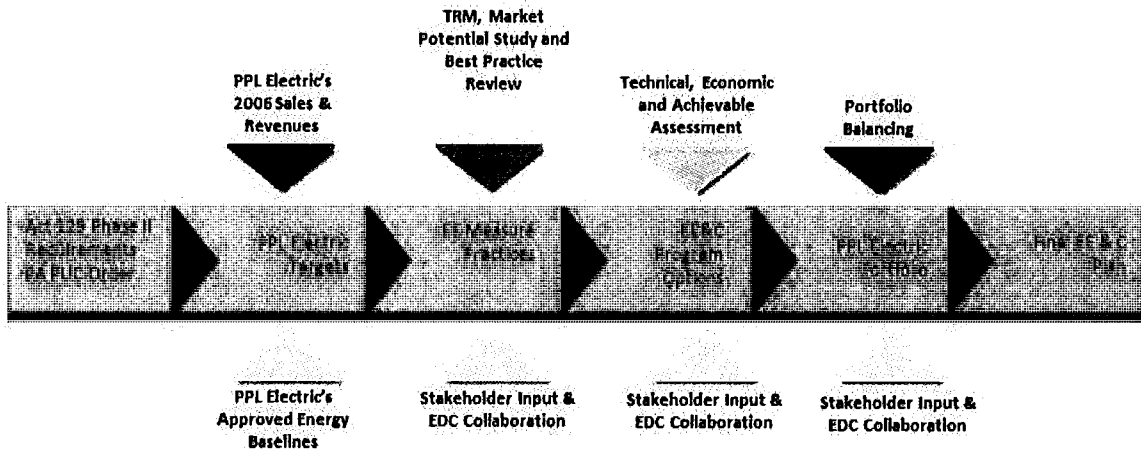 TRM, Market
Potential Study and
Best Practice
Review
PPL Electric's
2006 Sales &
Revenues
Technical, Economic
and Achievable
Assessment
Portfolio
Balancing
Act 129 Phase II
Requirements
PA PUC Order
PPL Electric
Targets
EE Measure
Practices
EE&C
Program
Options
PPL Electric
Portfolio
Final EE & C
Plan
PPL Electric's
Approved Energy
Baselines
Stakeholder Input &
EDC Collaboration
Stakeholder Input &
EDC Collaboration
Stakeholder Input &
EDC Collaboration